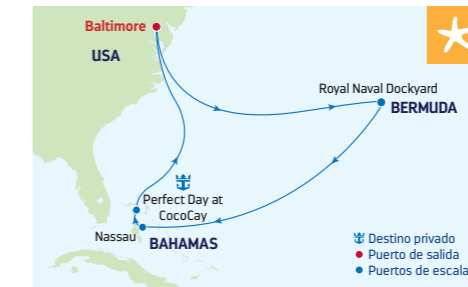 Baltimore
USA
Royal Naval Dockyard
BERMUDA
Perfect Day at
CocoCay
Nassau
BAHAMAS
Destino privado
Puerto de salida
Puertos de escala